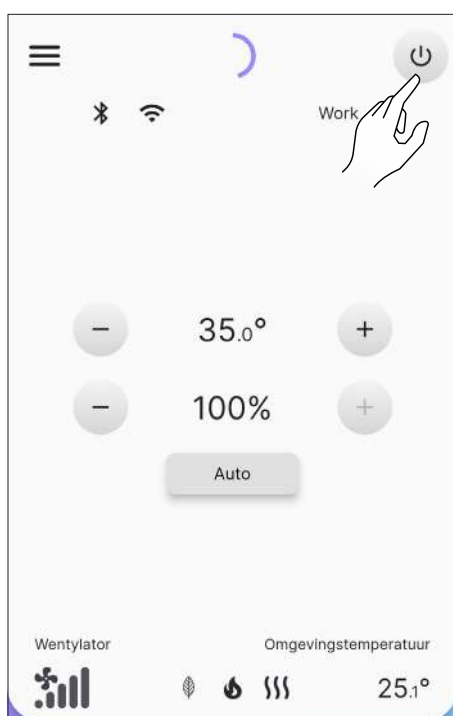 Work
− 35.0° +
− 100% +
Auto
Wentylator Omgevingstemperatuur
25.1°